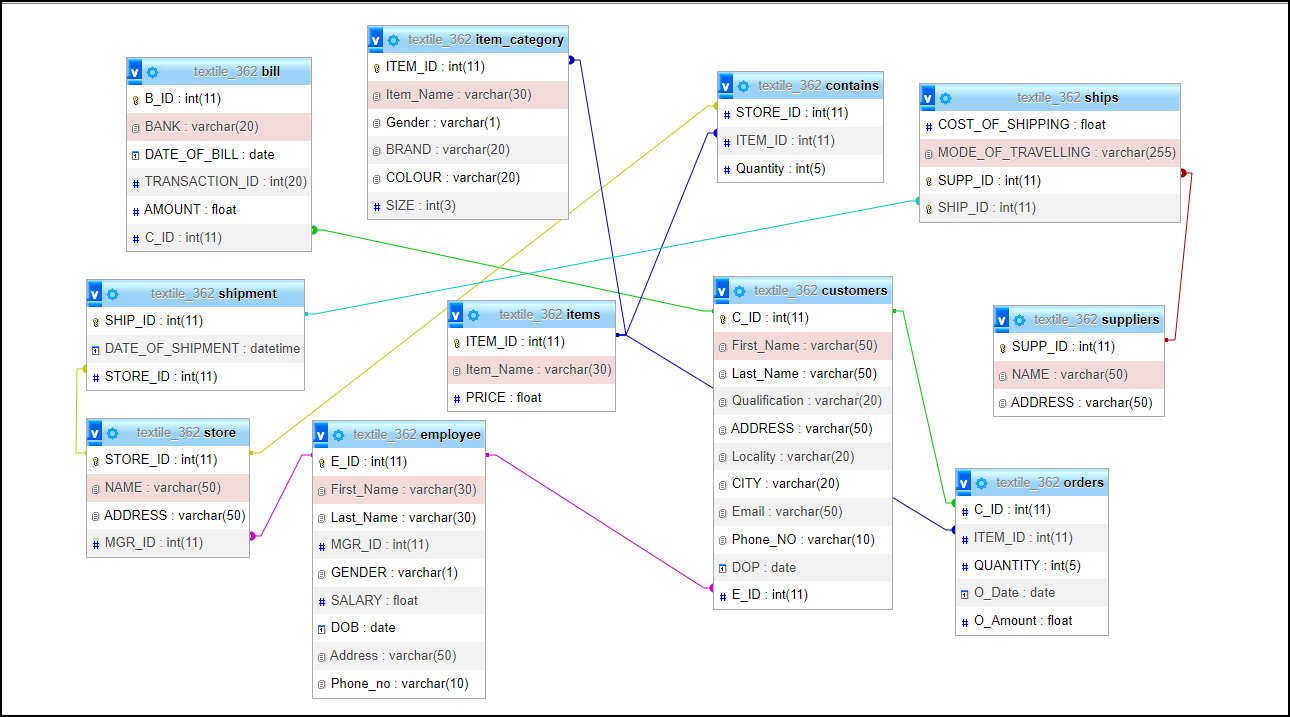 textile_362 bill
B_ID : int(11)
BANK : varchar(20)
DATE_OF_BILL : date
TRANSACTION_ID : int(20)
AMOUNT : float
C_ID : int(11)
textile_362 item_category
ITEM_ID : int(11)
Item_Name : varchar(30)
Gender : varchar(1)
BRAND : varchar(20)
COLOUR : varchar(20)
SIZE : int(3)
textile_362 contains
STORE_ID : int(11)
ITEM_ID : int(11)
Quantity : int(5)
textile_362 ships
COST_OF_SHIPPING : float
MODE_OF_TRAVELLING : varchar(255)
SUPP_ID : int(11)
SHIP_ID : int(11)
textile_362 shipment
SHIP_ID : int(11)
DATE_OF_SHIPMENT : datetime
STORE_ID : int(11)
textile_362 items
ITEM_ID : int(11)
Item_Name : varchar(30)
PRICE : float
textile_362 customers
C_ID : int(11)
First_Name : varchar(50)
Last_Name : varchar(50)
Qualification : varchar(20)
ADDRESS : varchar(50)
Locality : varchar(20)
CITY : varchar(20)
Email : varchar(50)
Phone_NO : varchar(10)
DOP : date
E_ID : int(11)
textile_362 suppliers
SUPP_ID : int(11)
NAME : varchar(50)
ADDRESS : varchar(50)
textile_362 store
STORE_ID : int(11)
NAME : varchar(50)
ADDRESS : varchar(50)
MGR_ID : int(11)
textile_362 employee
E_ID : int(11)
First_Name : varchar(30)
Last_Name : varchar(30)
MGR_ID : int(11)
GENDER : varchar(1)
SALARY : float
DOB : date
Address : varchar(50)
Phone_no : varchar(10)
textile_362 orders
C_ID : int(11)
ITEM_ID : int(11)
QUANTITY : int(5)
O_Date : date
O_Amount : float